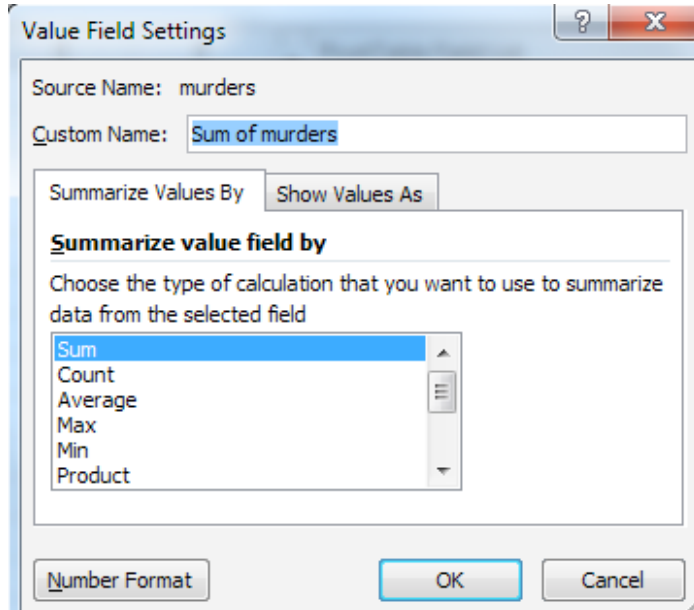 Value Field Settings
?
X
Source Name: murders
Custom Name: Sum of murders
Summarize Values By Show Values As
Summarize value field by
Choose the type of calculation that you want to use to summarize
data from the selected field
Sum
Count
Average
Max
Min
Product
Number Format OK Cancel